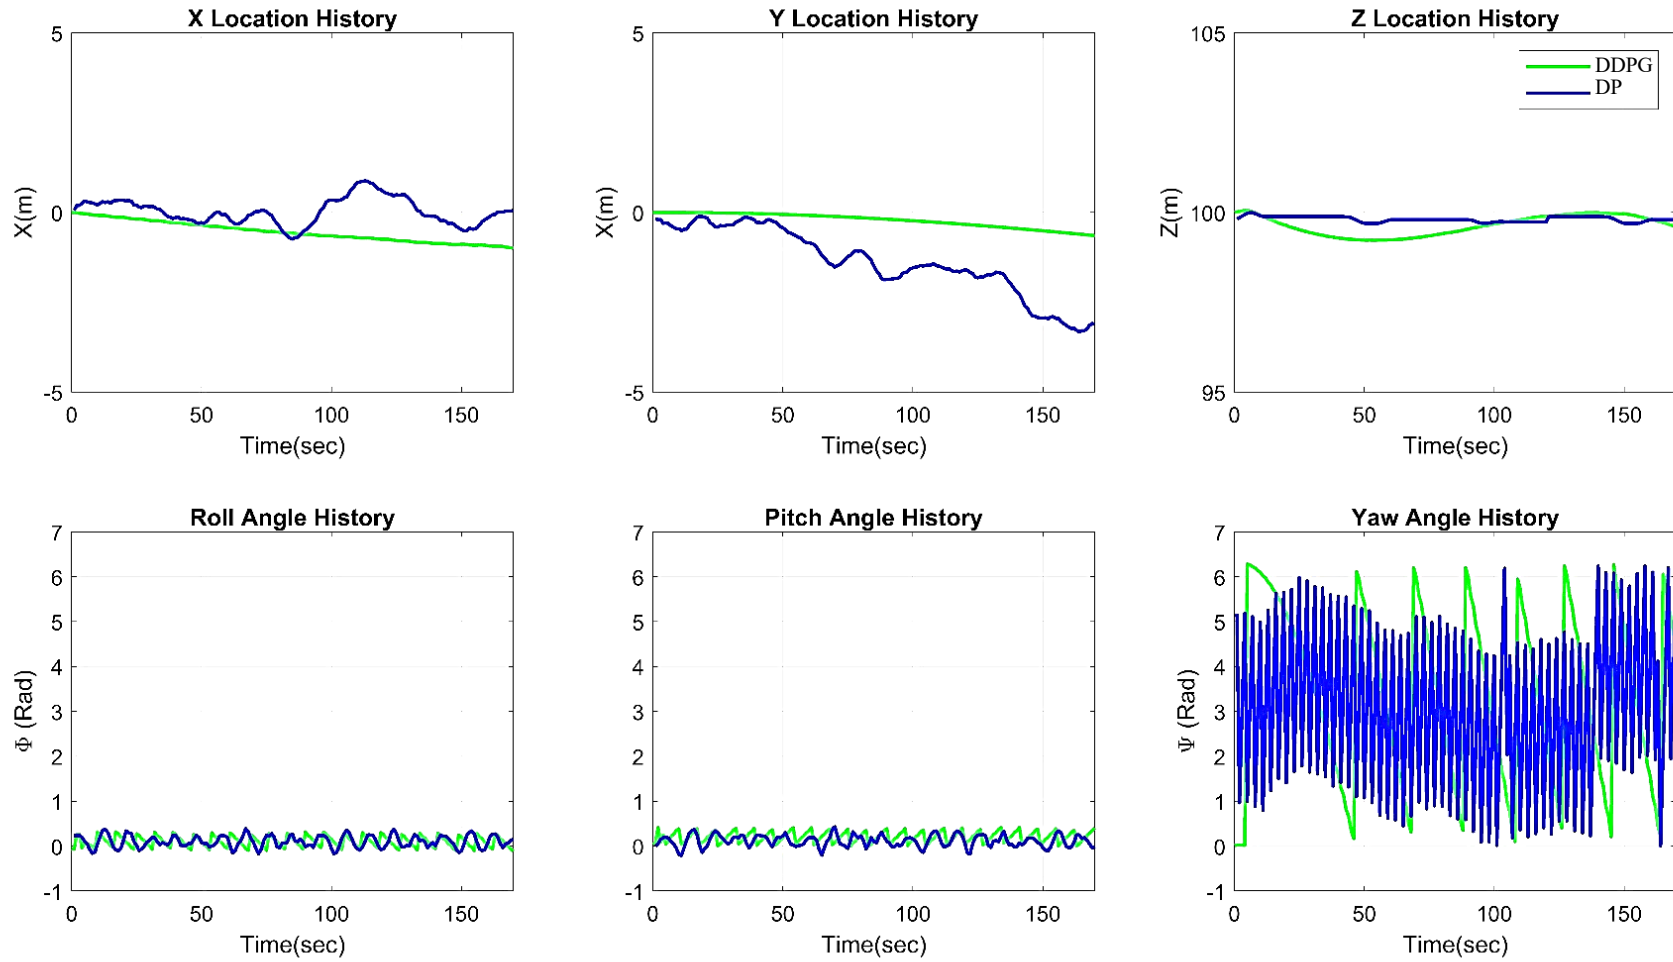 X Location History
5
0
-5
X(m)
0 50 100 150
Time(sec)
Y Location History
5
0
-5
X(m)
0 50 100 150
Time(sec)
Z Location History
105
100
95
Z(m)
0 50 100 150
Time(sec)
DDPG
DP
Roll Angle History
7
6
5
4
3
2
1
0
-1
Φ (Rad)
0 50 100 150
Time(sec)
Pitch Angle History
7
6
5
4
3
2
1
0
-1
0 50 100 150
Time(sec)
Yaw Angle History
7
6
5
4
3
2
1
0
-1
Ψ (Rad)
0 50 100 150
Time(sec)